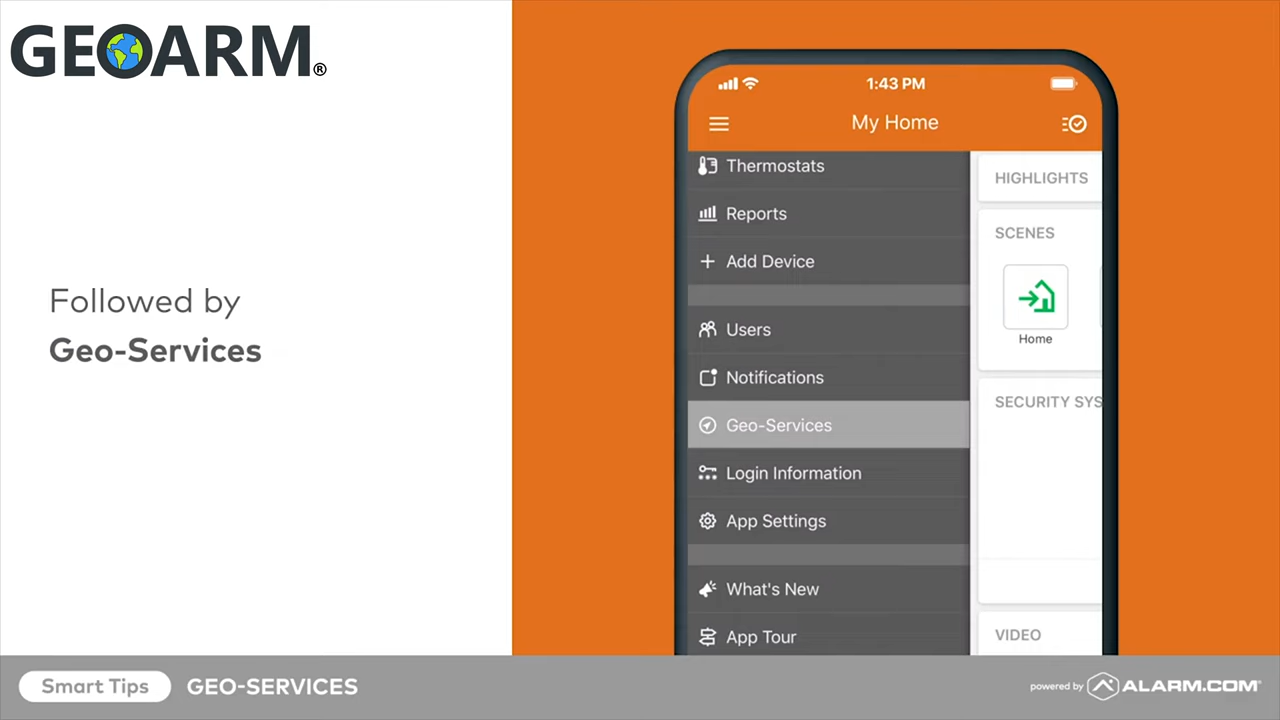 GEOARM®
Followed by
Geo-Services
1:43 PM
My Home
Thermostats
Reports
Add Device
Users
Notifications
Geo-Services
Login Information
App Settings
What's New
App Tour
HIGHLIGHTS
SCENES
Home
SECURITY SYS
VIDEO
Smart Tips
GEO-SERVICES
powered by ALARM.COM®